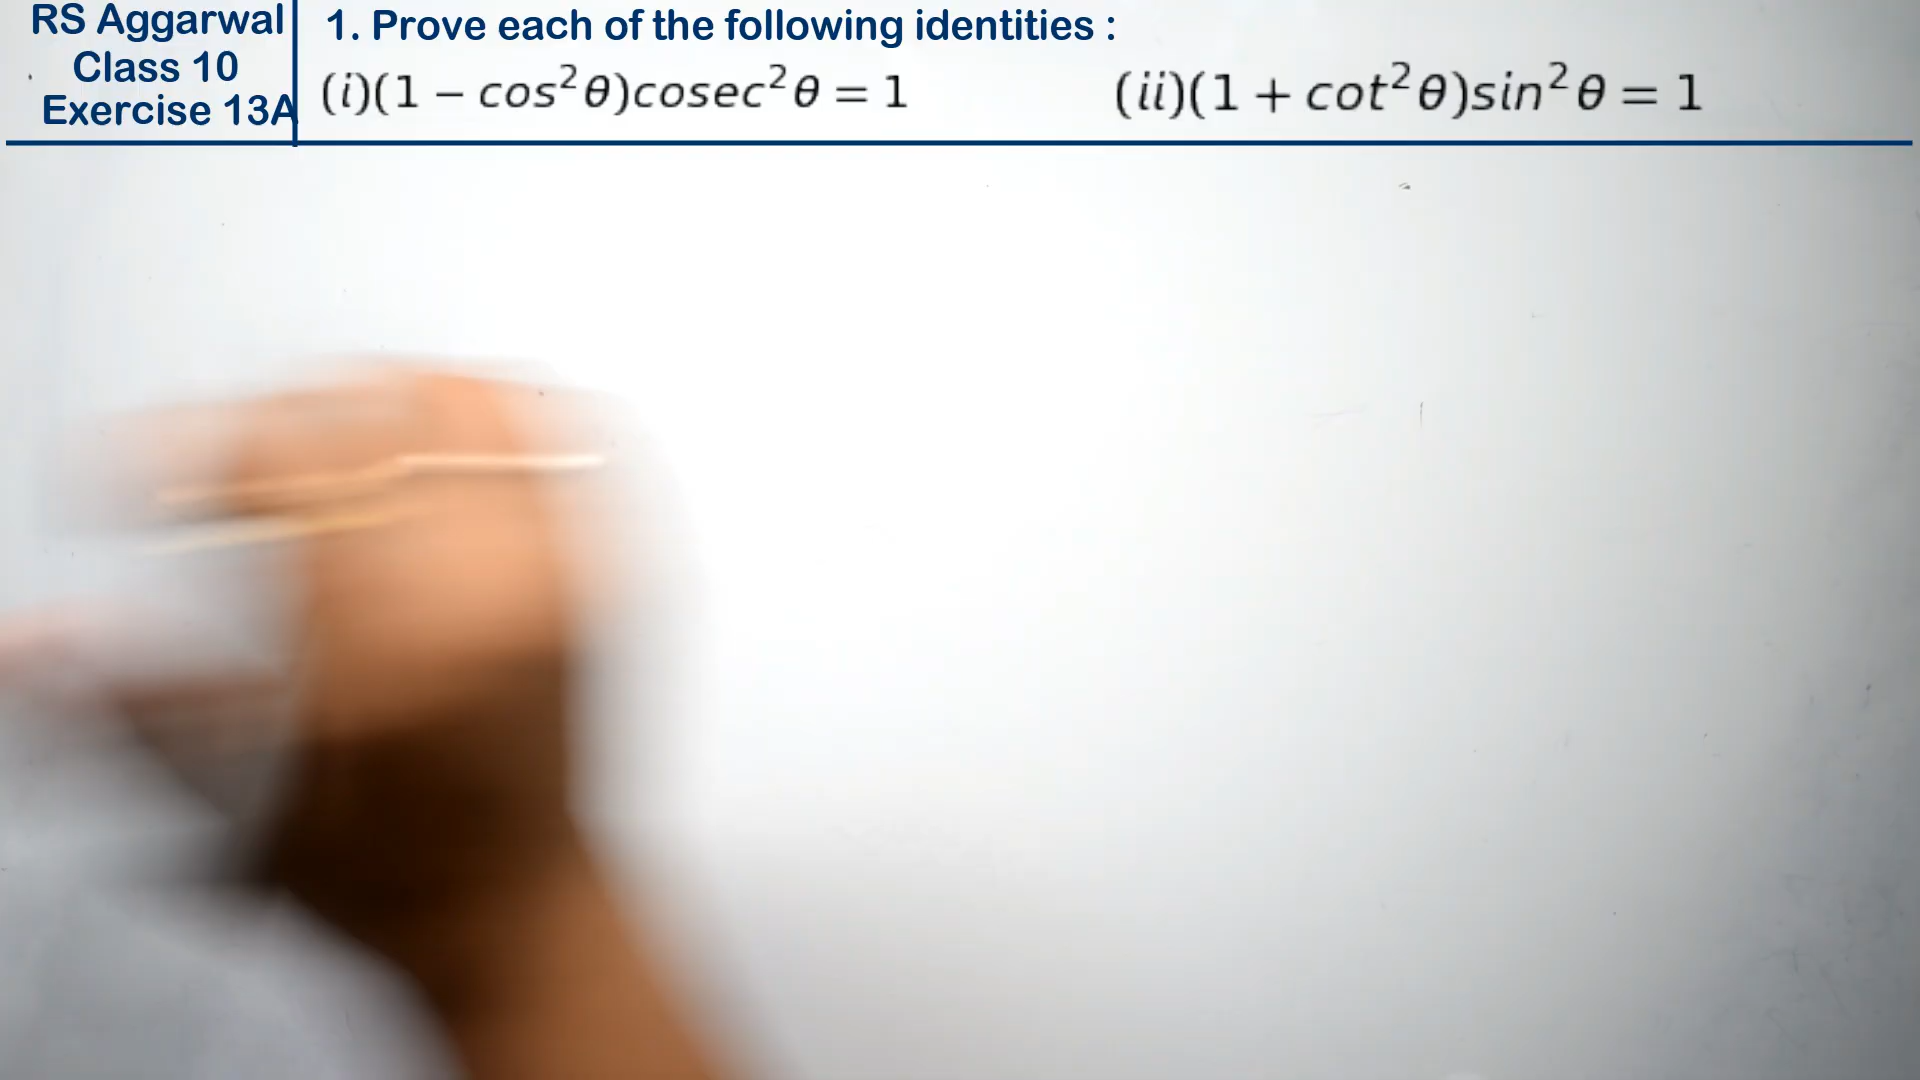 RS Aggarwal
Class 10
Exercise 13A
1. Prove each of the following identities :
(i)(1 − cos²θ)cosec²θ = 1
(ii)(1 + cot²θ)sin²θ = 1